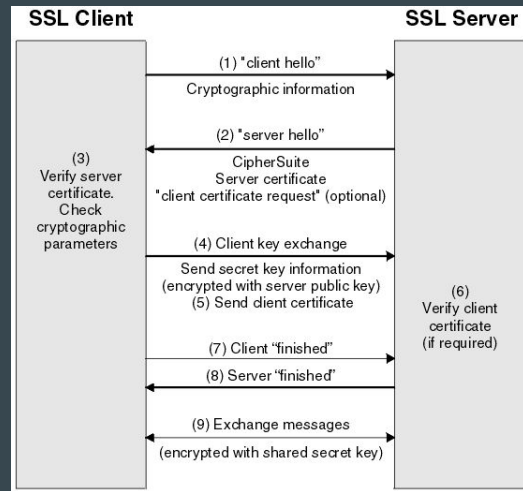 SSL Client
SSL Server
(1) "client hello"
Cryptographic information
(2) "server hello"
CipherSuite
Server certificate
"client certificate request" (optional)
(3)
Verify server
certificate.
Check
cryptographic
parameters
(4) Client key exchange
Send secret key information
(encrypted with server public key)
(5) Send client certificate
(6)
Verify client
certificate
(if required)
(7) Client “finished”
(8) Server “finished”
(9) Exchange messages
(encrypted with shared secret key)